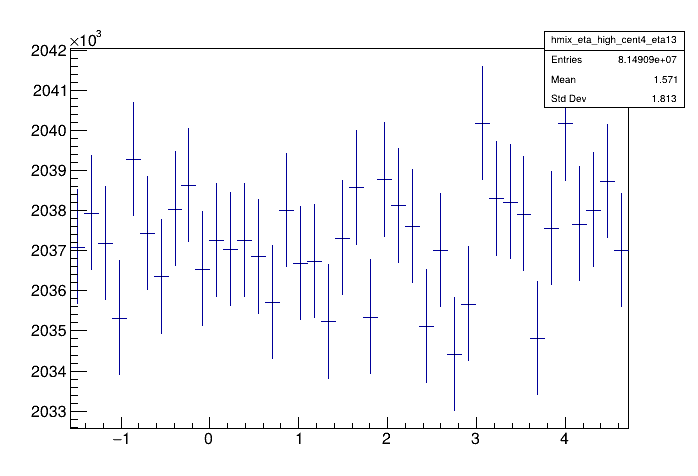 ×10³
hmix_eta_high_cent4_eta13
Entries 8.14909e+07
Mean 1.571
Std Dev 1.813
2042
2041
2040
2039
2038
2037
2036
2035
2034
2033
−1 0 1 2 3 4